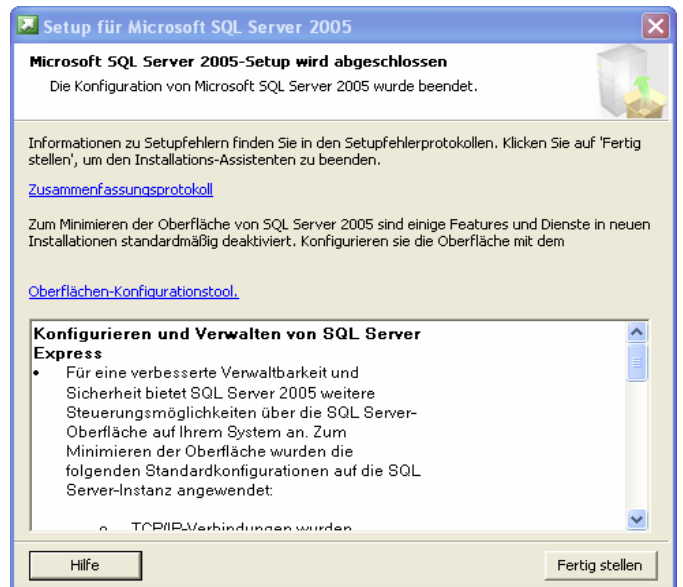 Setup für Microsoft SQL Server 2005
Microsoft SQL Server 2005-Setup wird abgeschlossen
Die Konfiguration von Microsoft SQL Server 2005 wurde beendet.
Informationen zu Setupfehlern finden Sie in den Setupfehlerprotokollen. Klicken Sie auf 'Fertig
stellen', um den Installations-Assistenten zu beenden.
Zusammenfassungsprotokoll
Zum Minimieren der Oberfläche von SQL Server 2005 sind einige Features und Dienste in neuen
Installationen standardmäßig deaktiviert. Konfigurieren sie die Oberfläche mit dem
Oberflächen-Konfigurationstool.
Konfigurieren und Verwalten von SQL Server
Express
• Für eine verbesserte Verwaltbarkeit und
Sicherheit bietet SQL Server 2005 weitere
Steuerungsmöglichkeiten über die SQL Server-
Oberfläche auf Ihrem System an. Zum
Minimieren der Oberfläche wurden die
folgenden Standardkonfigurationen auf die SQL
Server-Instanz angewendet:
o TCP/IP-Verbindungen wurden
Hilfe
Fertig stellen